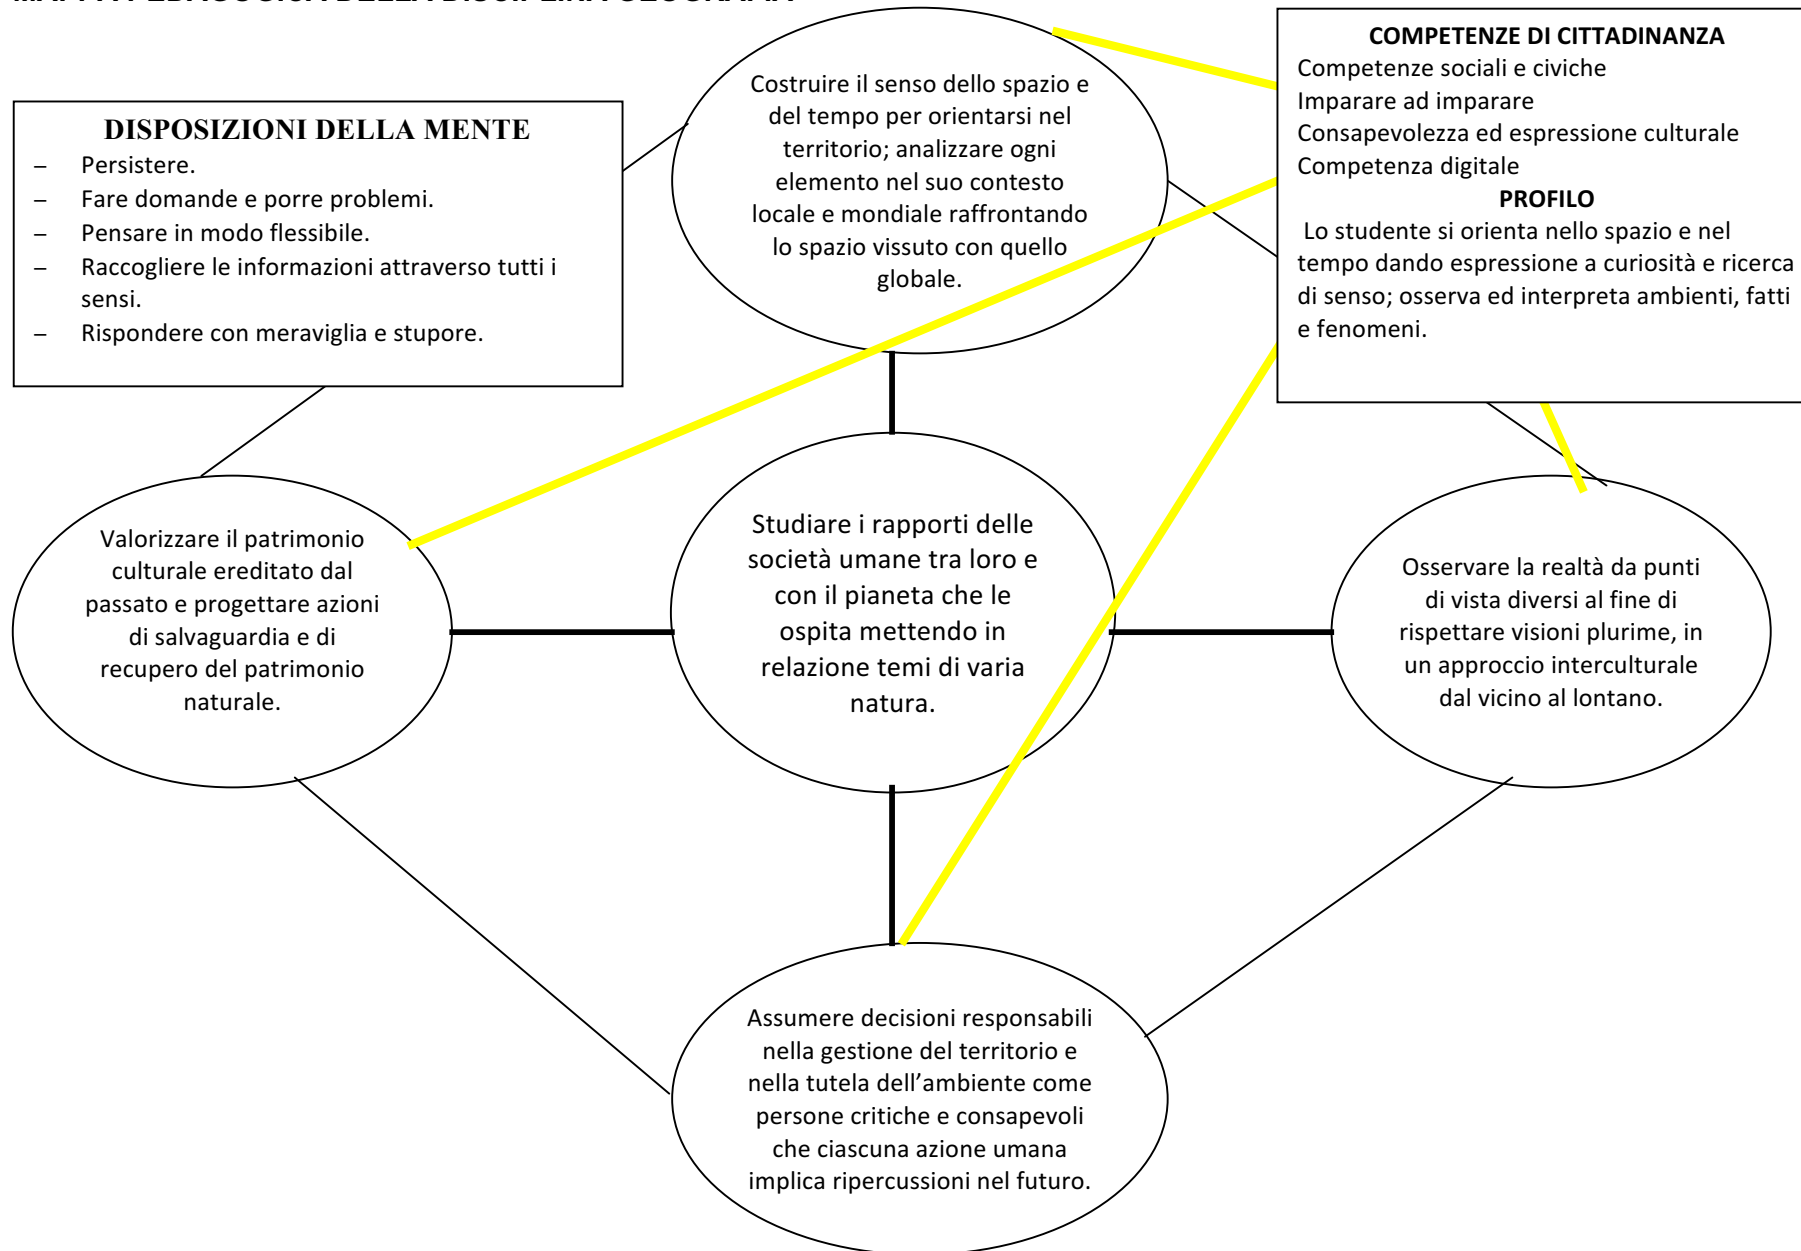 MAPPA PEDAGOGICA DELLA DISCIPLINA GEOGRAFIA
COMPETENZE DI CITTADINANZA
Competenze sociali e civiche
Imparare ad imparare
Consapevolezza ed espressione culturale
Competenza digitale
PROFILO
Lo studente si orienta nello spazio e nel
tempo dando espressione a curiosità e ricerca
di senso; osserva ed interpreta ambienti, fatti
e fenomeni.
DISPOSIZIONI DELLA MENTE
– Persistere.
– Fare domande e porre problemi.
– Pensare in modo flessibile.
– Raccogliere le informazioni attraverso tutti i
sensi.
– Rispondere con meraviglia e stupore.
Costruire il senso dello spazio e
del tempo per orientarsi nel
territorio; analizzare ogni
elemento nel suo contesto
locale e mondiale raffrontando
lo spazio vissuto con quello
globale.
Valorizzare il patrimonio
culturale ereditato dal
passato e progettare azioni
di salvaguardia e di
recupero del patrimonio
naturale.
Studiare i rapporti delle
società umane tra loro e
con il pianeta che le
ospita mettendo in
relazione temi di varia
natura.
Osservare la realtà da punti
di vista diversi al fine di
rispettare visioni plurime, in
un approccio interculturale
dal vicino al lontano.
Assumere decisioni responsabili
nella gestione del territorio e
nella tutela dell’ambiente come
persone critiche e consapevoli
che ciascuna azione umana
implica ripercussioni nel futuro.